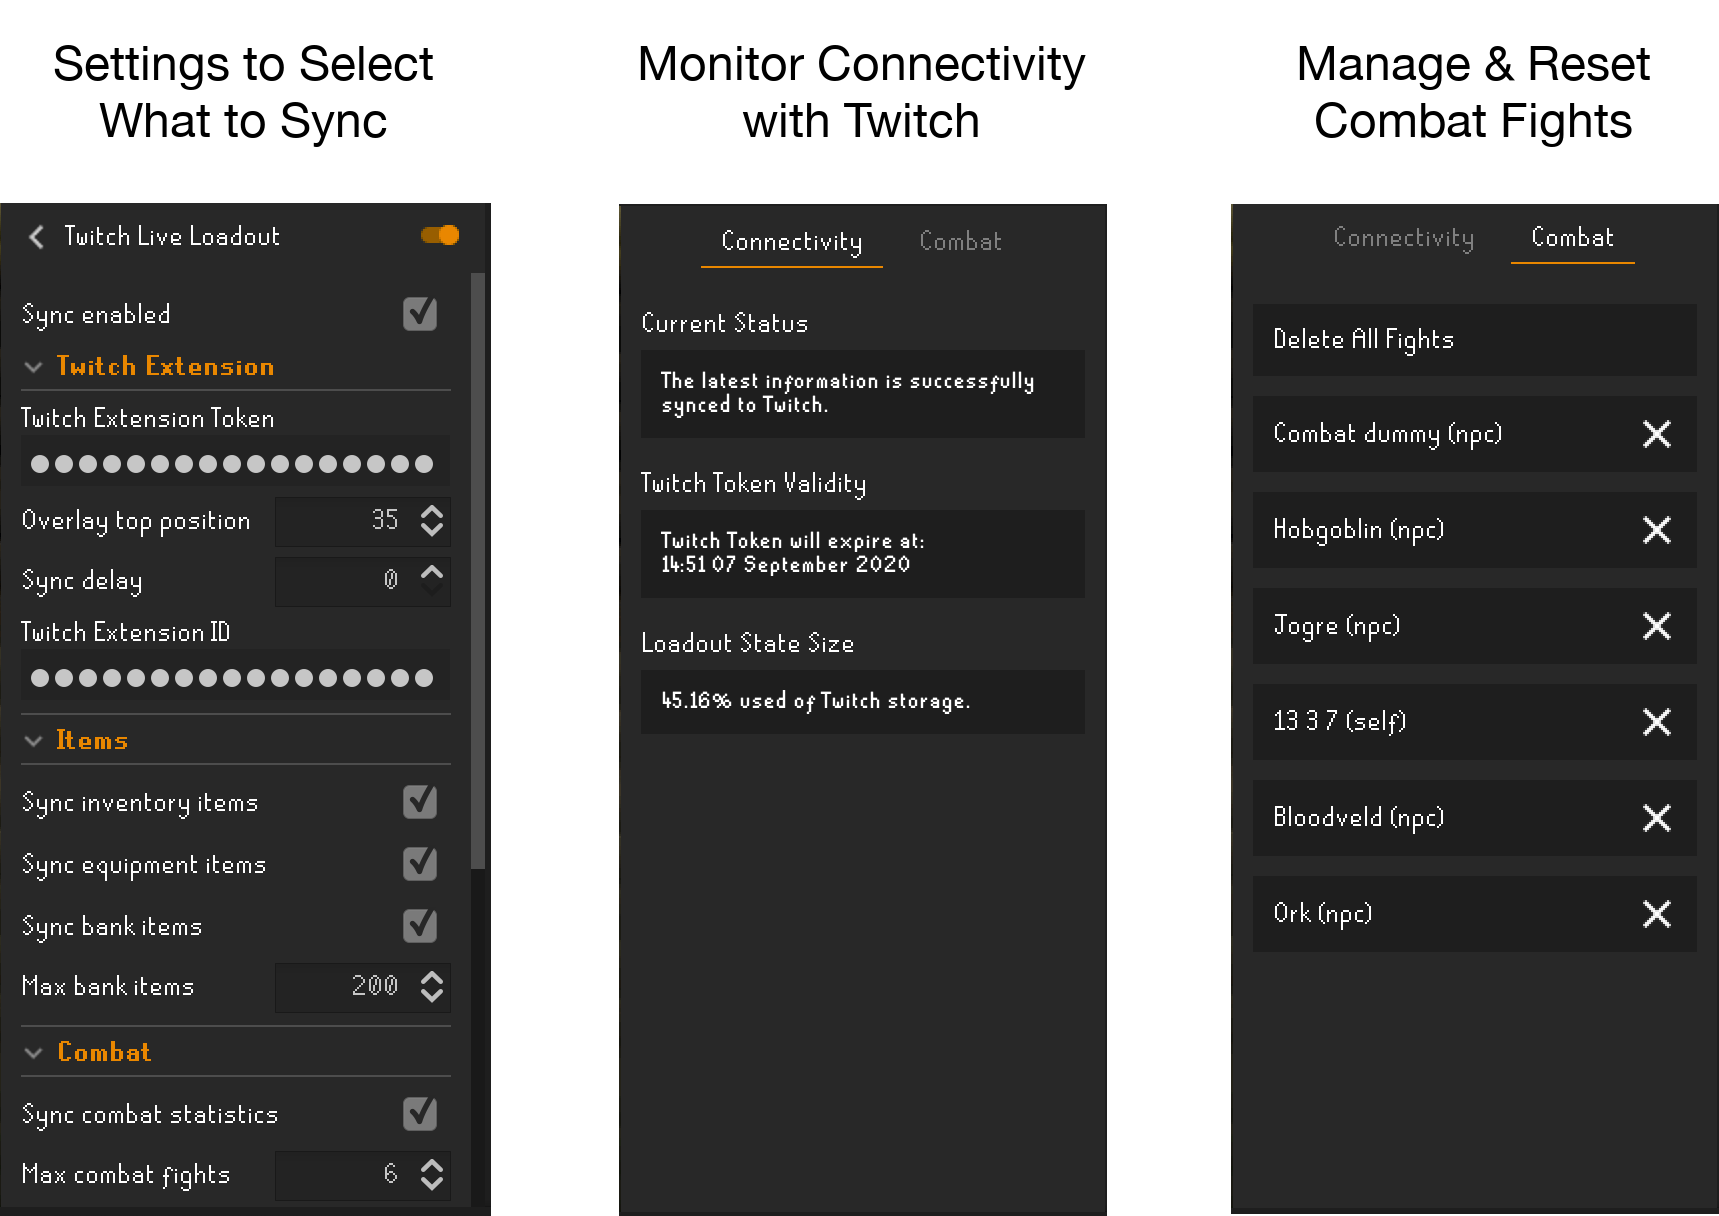 Settings to Select
What to Sync
Twitch Live Loadout
Sync enabled
Twitch Extension
Twitch Extension Token
Overlay top position 35
Sync delay 0
Twitch Extension ID
Items
Sync inventory items
Sync equipment items
Sync bank items
Max bank items 200
Combat
Sync combat statistics
Max combat fights 6
Monitor Connectivity
with Twitch
Connectivity Combat
Current Status
The latest information is successfully
synced to Twitch.
Twitch Token Validity
Twitch Token will expire at:
14:51 07 September 2020
Loadout State Size
45.16% used of Twitch storage.
Manage & Reset
Combat Fights
Connectivity Combat
Delete All Fights
Combat dummy (npc)
Hobgoblin (npc)
Jogre (npc)
13 3 7 (self)
Bloodveld (npc)
Ork (npc)